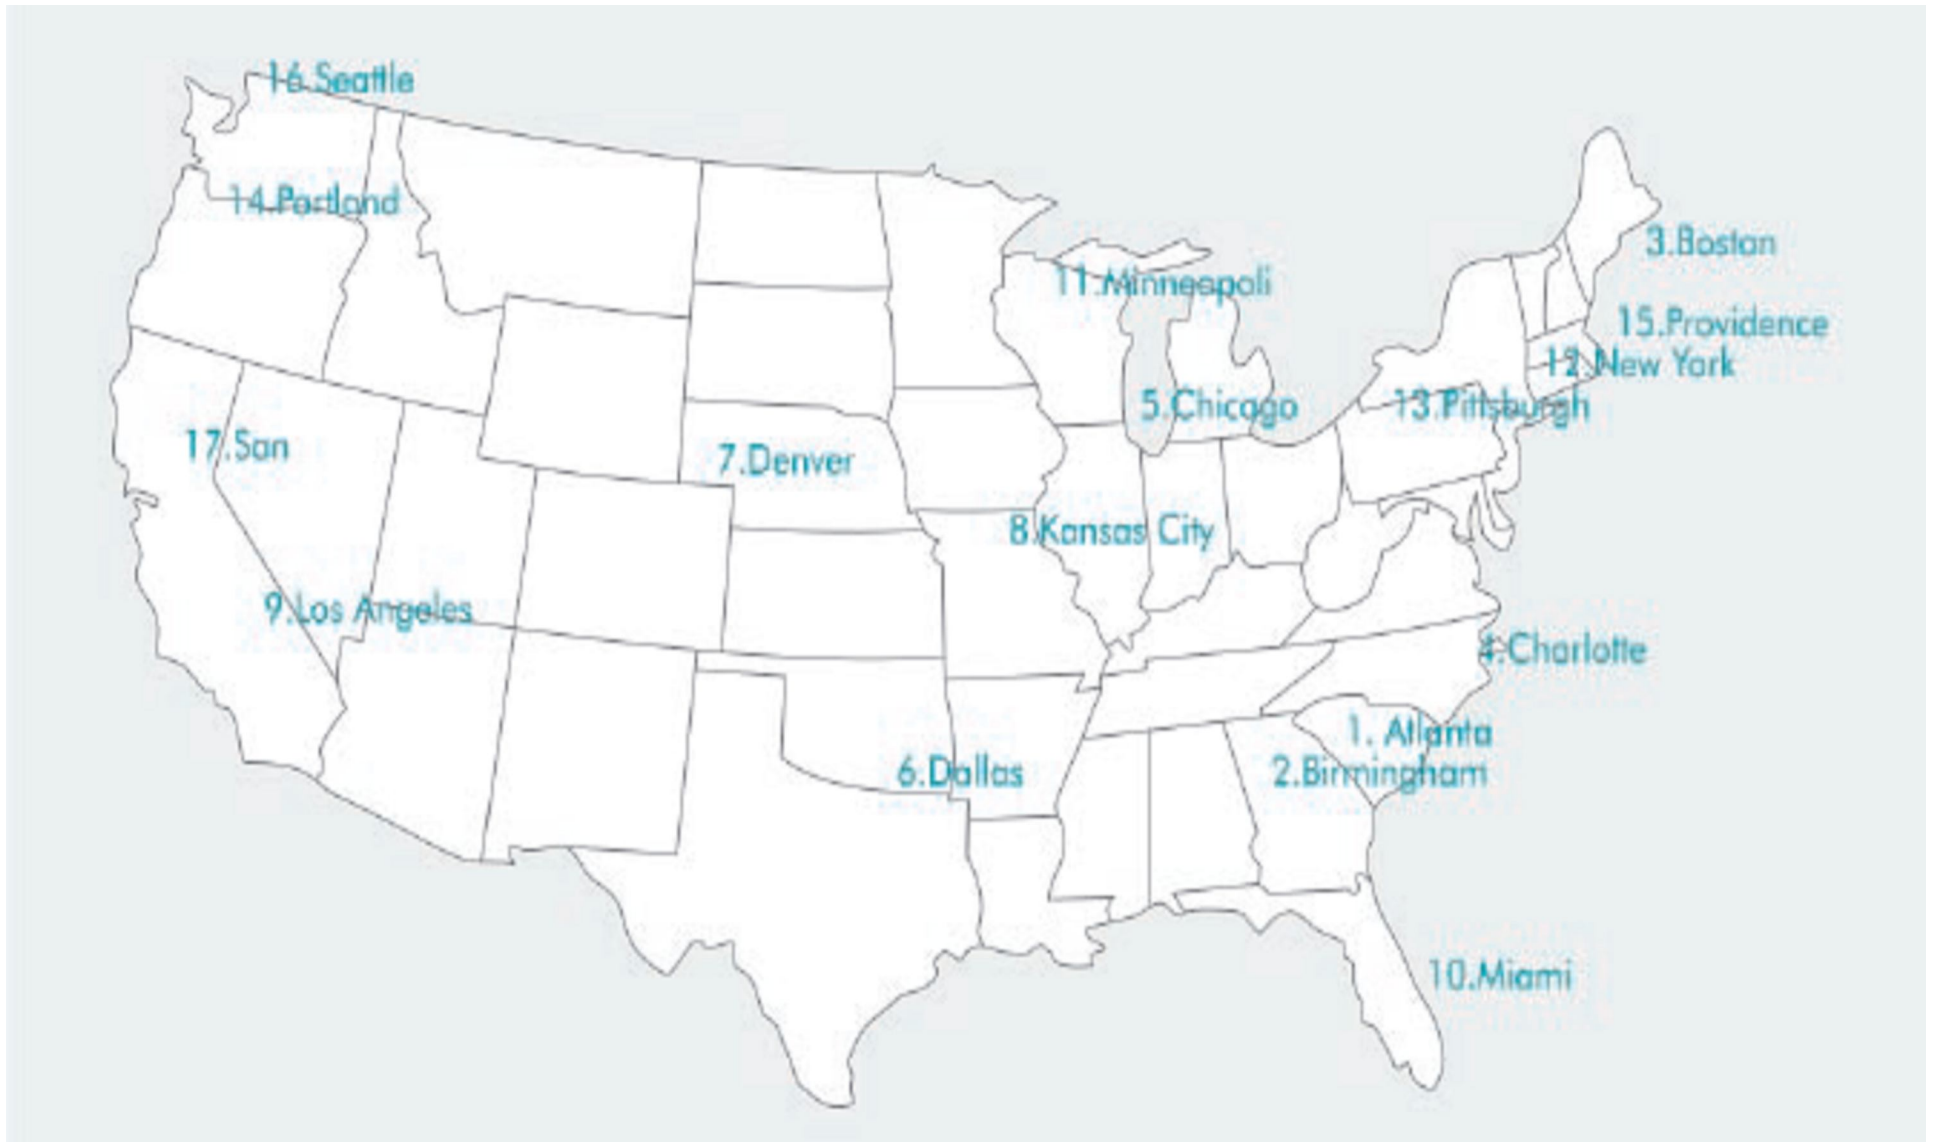 16.Seattle
14.Portland
3.Boston
11.Minneapoli
15.Providence
12.New York
5.Chicago
13.Pittsburgh
17.San
7.Denver
8.Kansas City
9.Los Angeles
4.Charlotte
1. Atlanta
6.Dallas
2.Birmingham
10.Miami